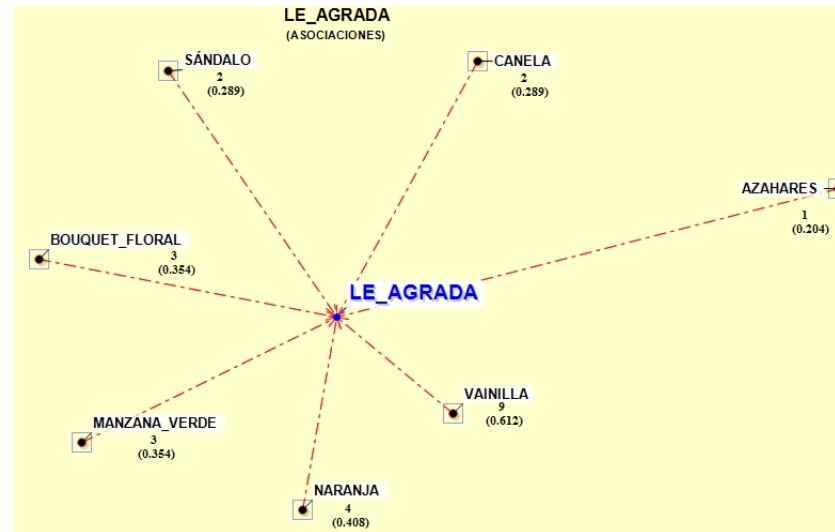 LE_AGRADA
(ASOCIACIONES)
SÁNDALO
2
(0.289)
CANELA
2
(0.289)
AZAHARES
1
(0.204)
BOUQUET_FLORAL
3
(0.354)
LE_AGRADA
VAINILLA
9
(0.612)
MANZANA_VERDE
3
(0.354)
NARANJA
4
(0.408)